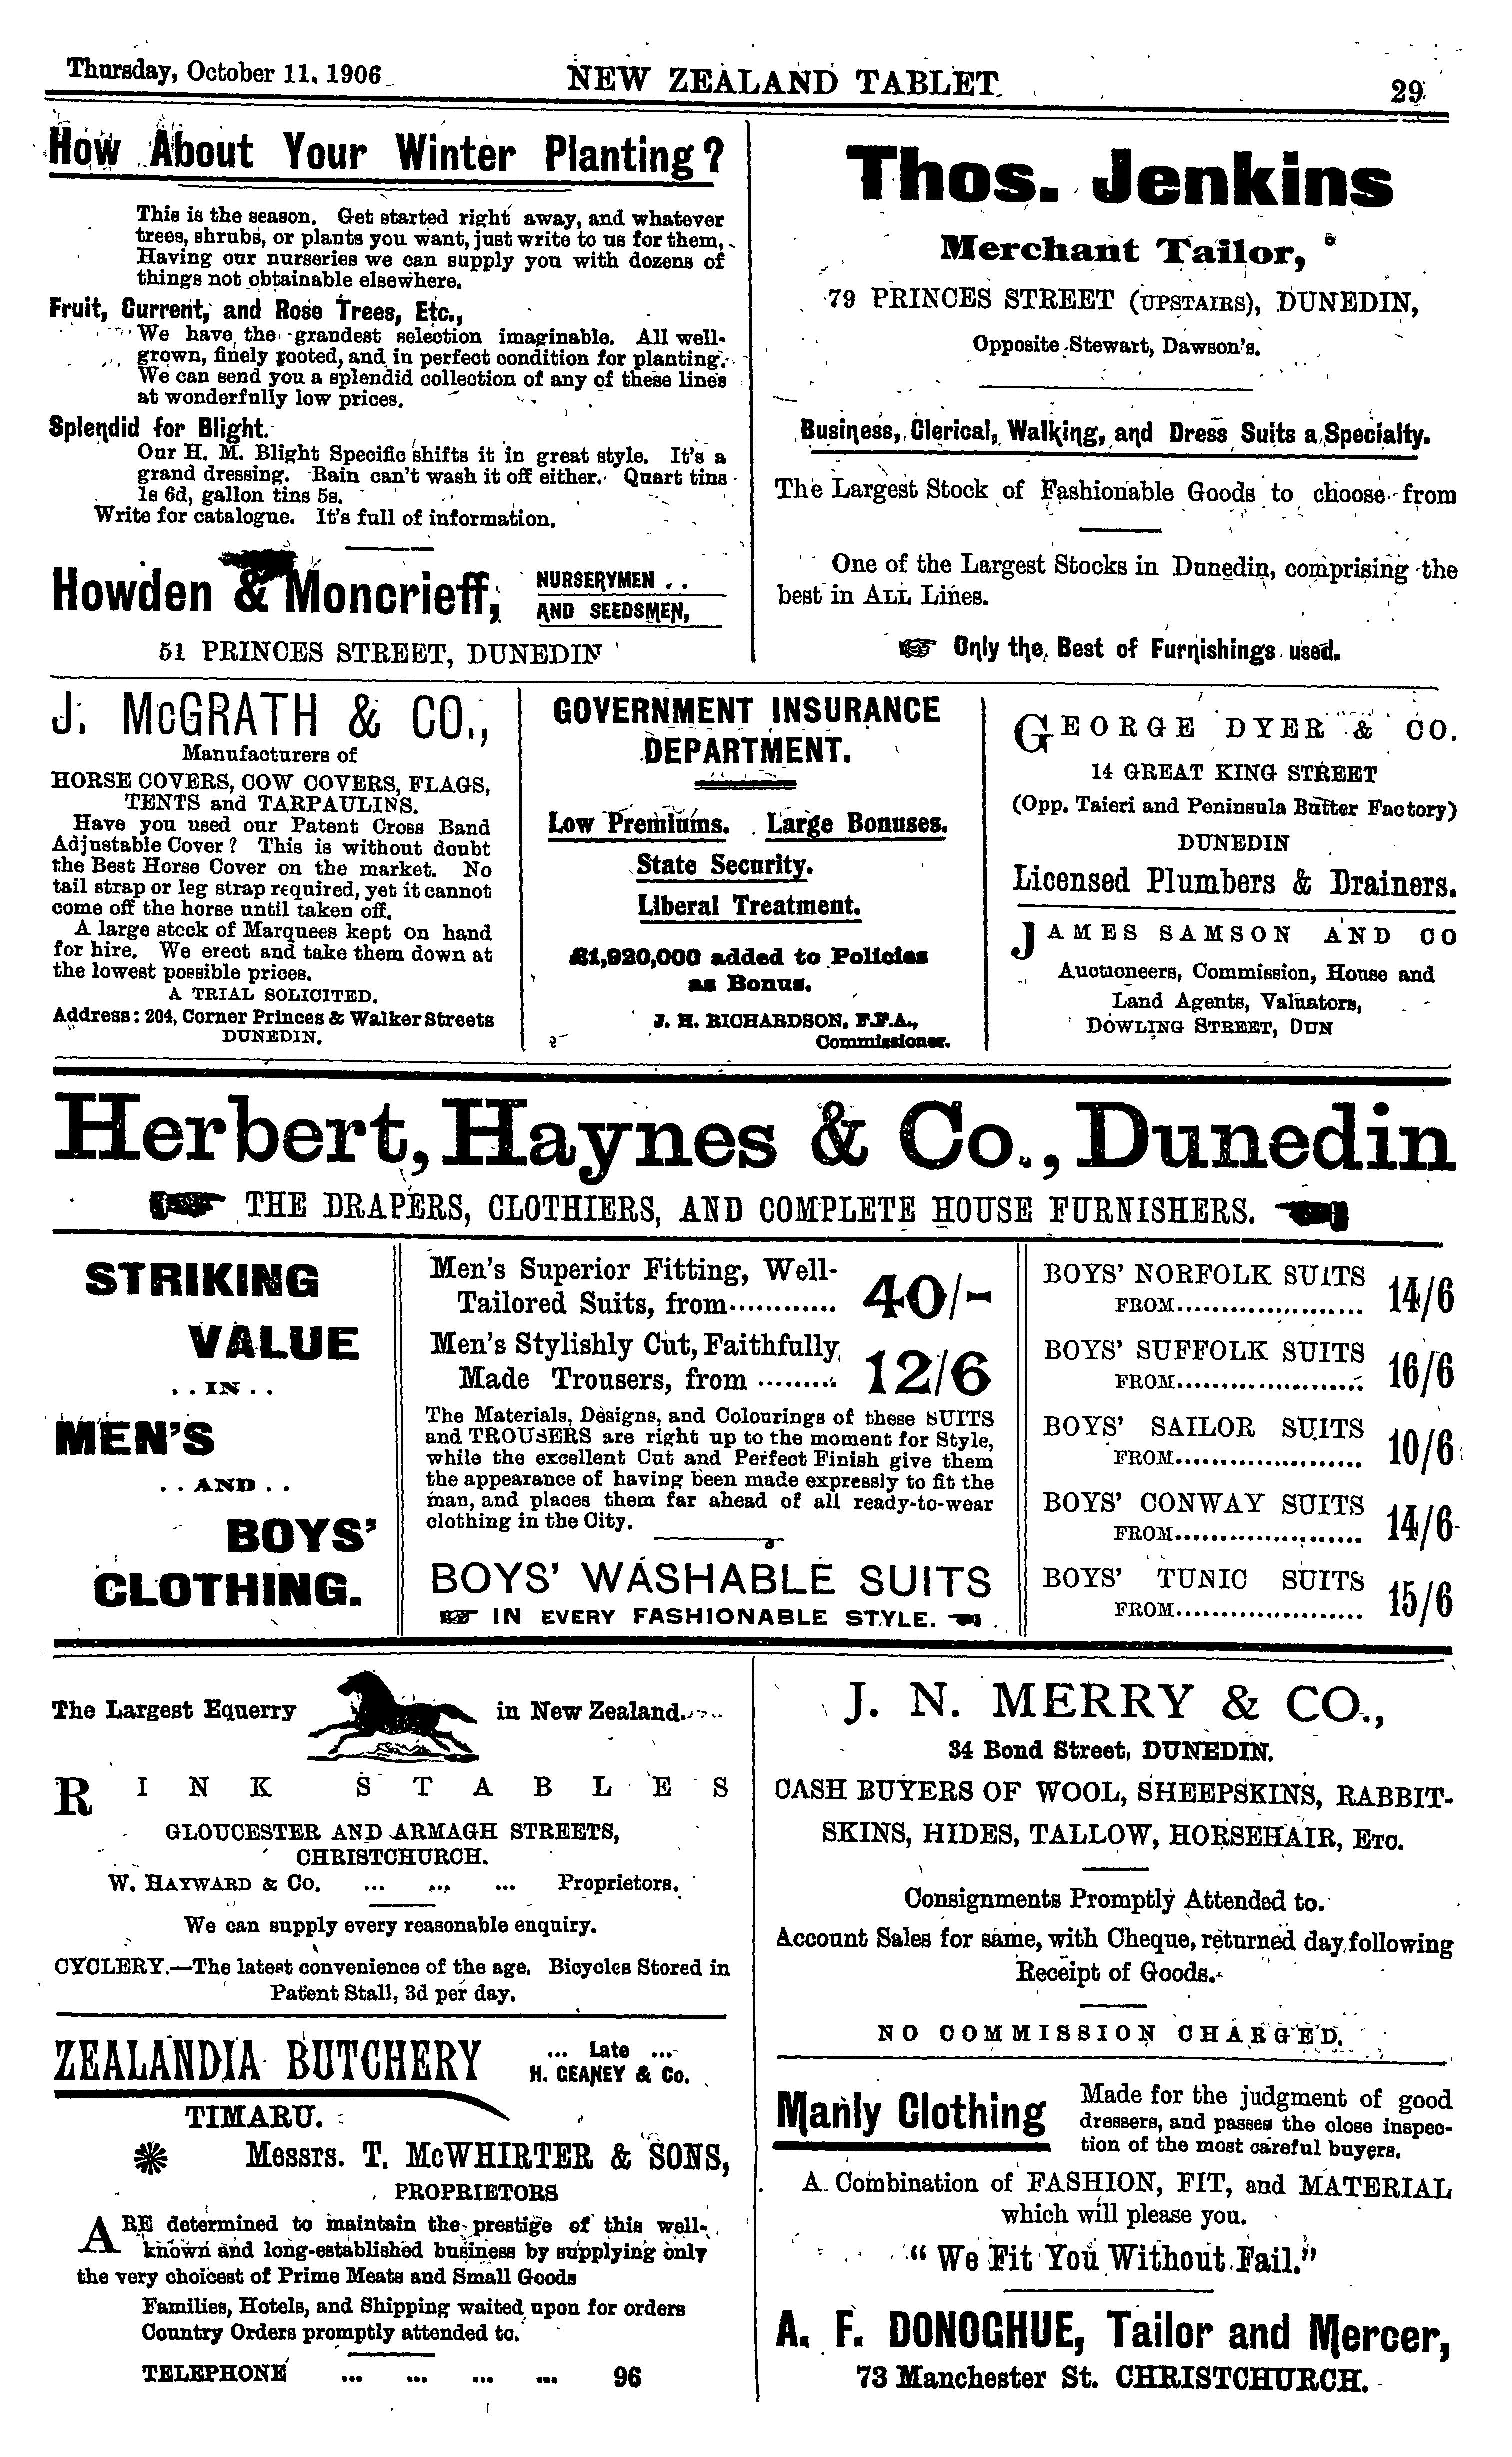 Thursday, October 11, 1906
NEW ZEALAND TABLET
29
How About Your Winter Planting?
This is the season. Get started right away, and whatever
trees, shrubs, or plants you want, just write to us for them,
Having our nurseries we can supply you with dozens of
things not obtainable elsewhere.
Fruit, Current, and Rose Trees, Etc.,
We have the grandest selection imaginable. All well-
grown, finely rooted, and in perfect condition for planting.
We can send you a splendid collection of any of these lines
at wonderfully low prices.
Splendid for Blight.
Our H. M. Blight Specific shifts it in great style. It's a
grand dressing. Rain can't wash it off either. Quart tins
1s 6d, gallon tins 5s.
Write for catalogue. It's full of information.
Howden & Moncrieff,
NURSERYMEN . .
AND SEEDSMEN,
51 PRINCES STREET, DUNEDIN
Thos. Jenkins
Merchant Tailor,
79 PRINCES STREET (UPSTAIRS), DUNEDIN,
Opposite Stewart, Dawson's.
Business, Clerical, Walking, and Dress Suits a Specialty.
The Largest Stock of Fashionable Goods to choose from
One of the Largest Stocks in Dunedin, comprising the
best in ALL Lines.
Only the Best of Furnishings used.
J. McGRATH & CO.,
Manufacturers of
HORSE COVERS, COW COVERS, FLAGS,
TENTS and TARPAULINS.
Have you used our Patent Cross Band
Adjustable Cover? This is without doubt
the Best Horse Cover on the market. No
tail strap or leg strap required, yet it cannot
come off the horse until taken off.
A large stock of Marquees kept on hand
for hire. We erect and take them down at
the lowest possible prices.
A TRIAL SOLICITED.
Address: 204, Corner Princes & Walker Streets
DUNEDIN.
GOVERNMENT INSURANCE
DEPARTMENT.
Low Premiums. Large Bonuses.
State Security.
Liberal Treatment.
£1,920,000 added to Policies
as Bonus.
J. H. RICHARDSON, F.F.A.,
Commissioner.
GEORGE DYER & CO.
14 GREAT KING STREET
(Opp. Taieri and Peninsula Butter Factory)
DUNEDIN
Licensed Plumbers & Drainers.
JAMES SAMSON AND CO
Auctioneers, Commission, House and
Land Agents, Valuators,
DOWLING STREET, DUN
Herbert, Haynes & Co., Dunedin
THE DRAPERS, CLOTHIERS, AND COMPLETE HOUSE FURNISHERS.
STRIKING
VALUE
. . IN . .
MEN'S
. . AND . .
BOYS'
CLOTHING.
Men's Superior Fitting, Well-
Tailored Suits, from............ 40/-
Men's Stylishly Cut, Faithfully
Made Trousers, from ......... 12/6
The Materials, Designs, and Colourings of these SUITS
and TROUSERS are right up to the moment for Style,
while the excellent Cut and Perfect Finish give them
the appearance of having been made expressly to fit the
man, and places them far ahead of all ready-to-wear
clothing in the City.
BOYS' WASHABLE SUITS
IN EVERY FASHIONABLE STYLE.
BOYS' NORFOLK SUITS
FROM..................... 14/6
BOYS' SUFFOLK SUITS
FROM..................... 16/6
BOYS' SAILOR SUITS
FROM..................... 10/6
BOYS' CONWAY SUITS
FROM..................... 14/6
BOYS' TUNIC SUITS
FROM..................... 15/6
The Largest Equerry in New Zealand.
RINK STABLES
GLOUCESTER AND ARMAGH STREETS,
CHRISTCHURCH.
W. HAYWARD & CO. ... ... ... Proprietors.
We can supply every reasonable enquiry.
CYCLERY.—The latest convenience of the age. Bicycles Stored in
Patent Stall, 3d per day.
ZEALANDIA BUTCHERY
... Late ...
H. GEANEY & Co.
TIMARU.
Messrs. T. McWHIRTER & SONS,
PROPRIETORS
ARE determined to maintain the prestige of this well-
known and long-established business by supplying only
the very choicest of Prime Meats and Small Goods
Families, Hotels, and Shipping waited upon for orders
Country Orders promptly attended to.
TELEPHONE ... ... ... ... 96
J. N. MERRY & CO.,
34 Bond Street, DUNEDIN.
CASH BUYERS OF WOOL, SHEEPSKINS, RABBIT-
SKINS, HIDES, TALLOW, HORSEHAIR, ETC.
Consignments Promptly Attended to.
Account Sales for same, with Cheque, returned day following
Receipt of Goods.
NO COMMISSION CHARGED.
Manly Clothing
Made for the judgment of good
dressers, and passes the close inspec-
tion of the most careful buyers.
A Combination of FASHION, FIT, and MATERIAL
which will please you.
"We Fit You Without Fail."
A. F. DONOGHUE, Tailor and Mercer,
73 Manchester St. CHRISTCHURCH.